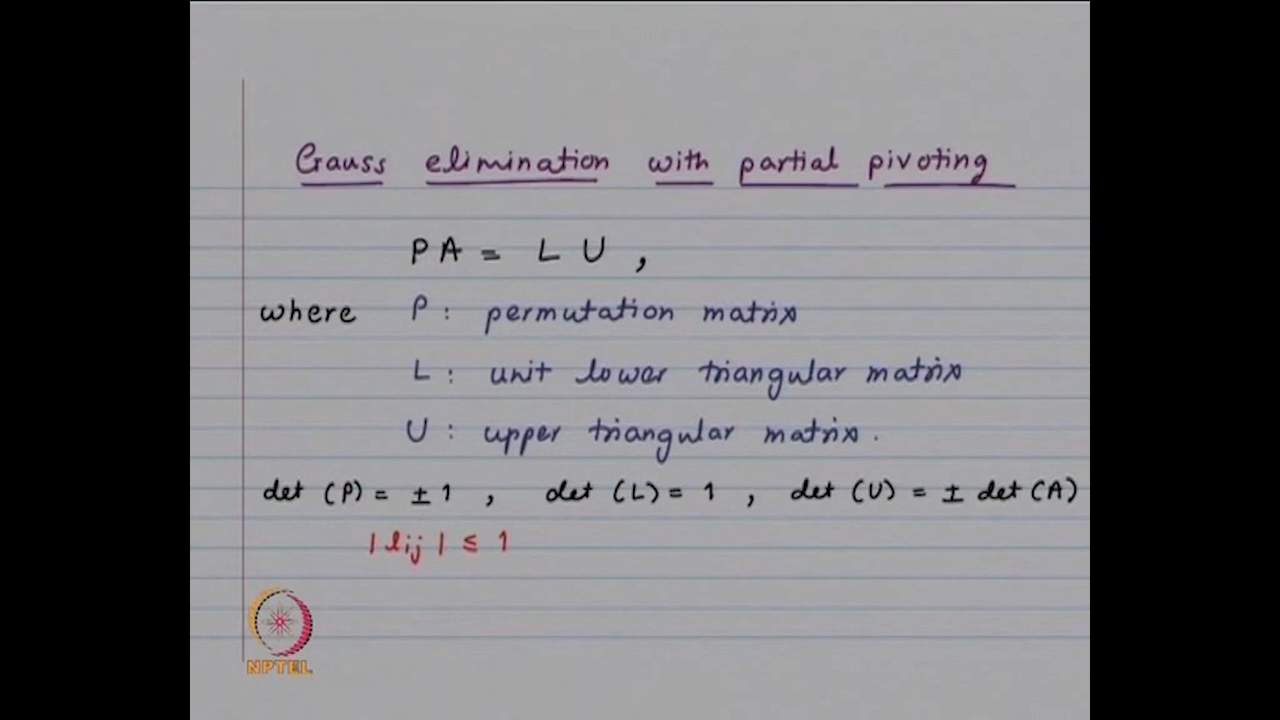 Gauss elimination with partial pivoting
PA = LU,
where P: permutation matrix
L: unit lower triangular matrix
U: upper triangular matrix.
det (P) = ± 1, det (L) = 1, det (U) = ± det (A)
|lij| ≤ 1
NPTEL